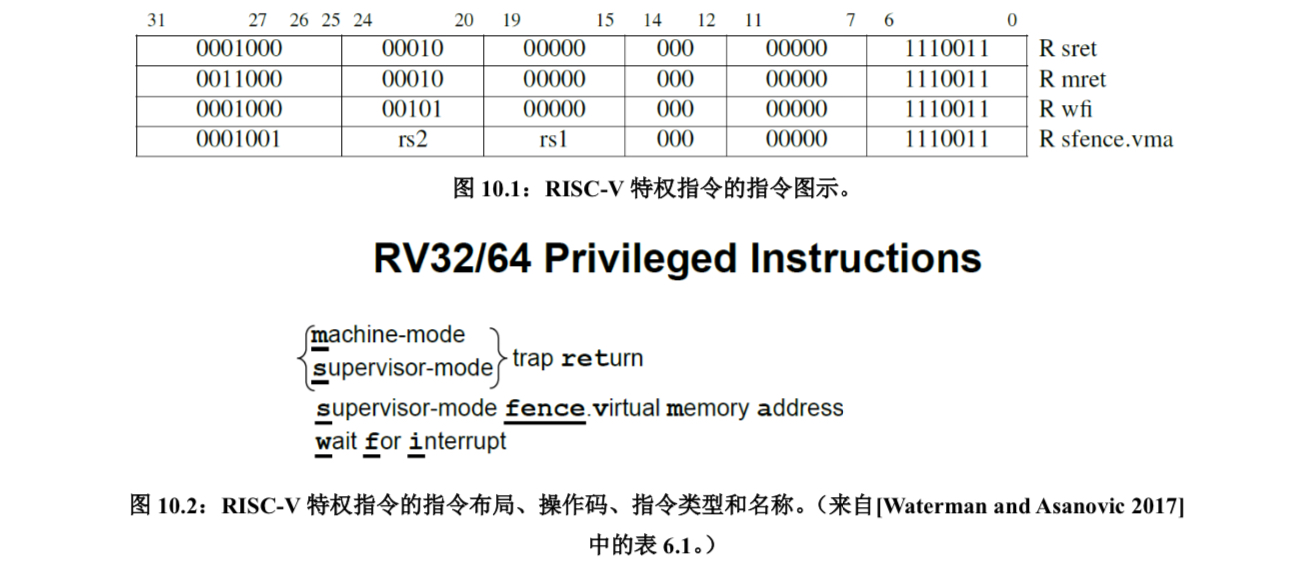 31 27 26 25 24 20 19 15 14 12 11 7 6 0
0001000 00010 00000 000 00000 1110011 R sret
0011000 00010 00000 000 00000 1110011 R mret
0001000 00101 00000 000 00000 1110011 R wfi
0001001 rs2 rs1 000 00000 1110011 R sfence.vma
图 10.1：RISC-V 特权指令的指令图示。
RV32/64 Privileged Instructions
machine-mode
supervisor-mode
trap return
supervisor-mode fence.virtual memory address
wait for interrupt
图 10.2：RISC-V 特权指令的指令布局、操作码、指令类型和名称。（来自[Waterman and Asanovic 2017]
中的表 6.1。）